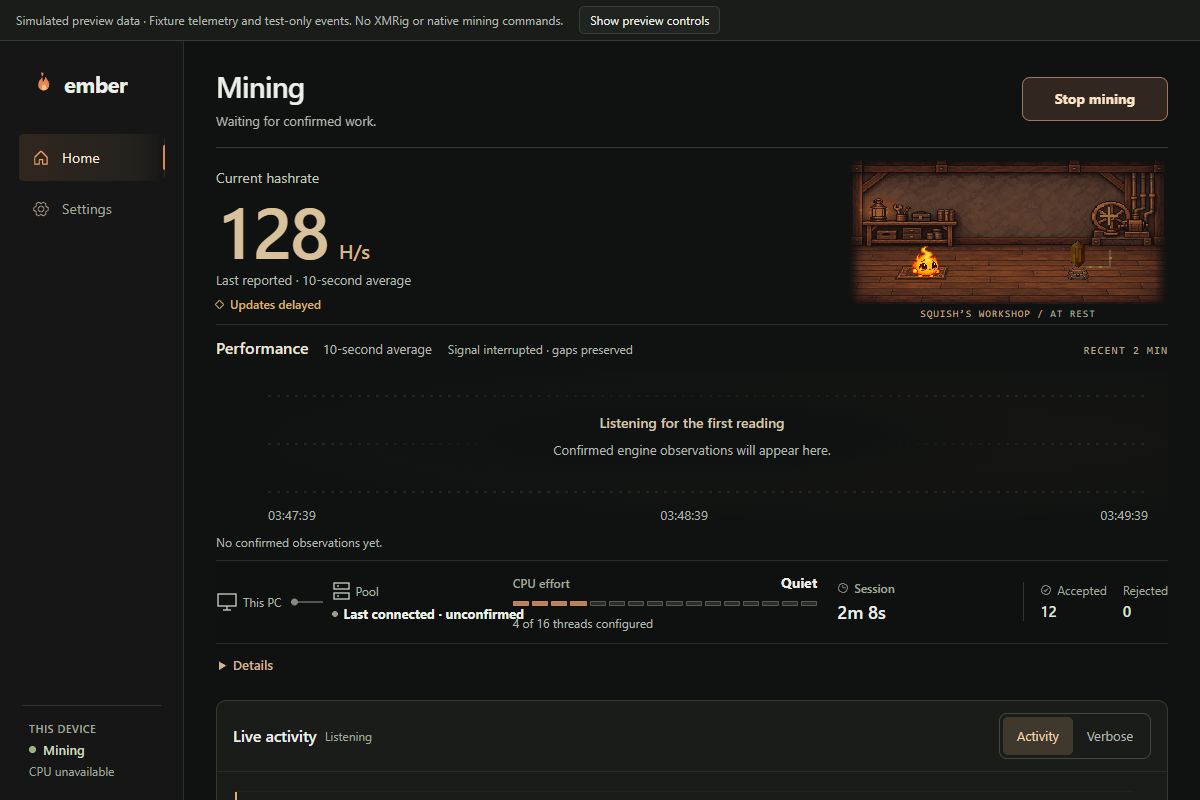 Simulated preview data · Fixture telemetry and test-only events. No XMRig or native mining commands.
Show preview controls
ember
Home
Settings
THIS DEVICE
Mining
CPU unavailable
Mining
Waiting for confirmed work.
Stop mining
Current hashrate
128 H/s
Last reported · 10-second average
Updates delayed
SQUISH'S WORKSHOP / AT REST
Performance 10-second average Signal interrupted · gaps preserved RECENT 2 MIN
Listening for the first reading
Confirmed engine observations will appear here.
03:47:39 03:48:39 03:49:39
No confirmed observations yet.
This PC
Pool
Last connected · unconfirmed
CPU effort Quiet
4 of 16 threads configured
Session
2m 8s
Accepted
12
Rejected
0
Details
Live activity Listening
Activity Verbose